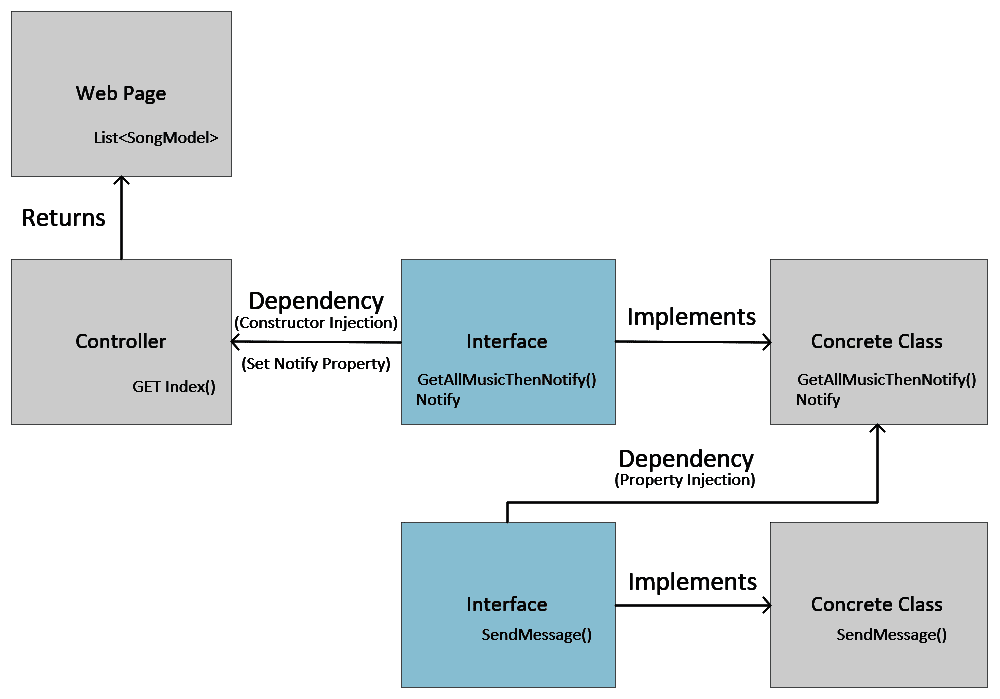 Web Page
List<SongModel>
Returns
Controller
GET Index()
Dependency
(Constructor Injection)
(Set Notify Property)
Interface
GetAllMusicThenNotify()
Notify
Implements
Concrete Class
GetAllMusicThenNotify()
Notify
Dependency
(Property Injection)
Interface
SendMessage()
Implements
Concrete Class
SendMessage()